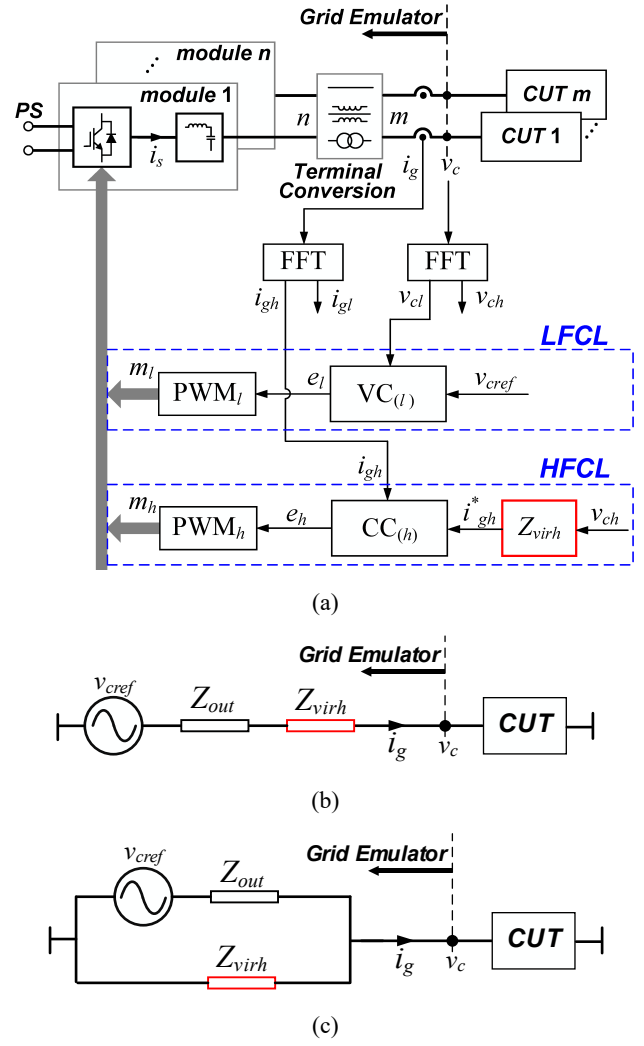 Grid Emulator
module n
module 1
PS
i_s
n
m
Terminal
Conversion
i_g
v_c
CUT m
CUT 1
FFT
FFT
i_gh
i_gl
v_cl
v_ch
LFCL
m_l
PWM_l
e_l
VC_(l)
v_cref
i_gh
HFCL
m_h
PWM_h
e_h
CC_(h)
i*_gh
Z_virh
v_ch
(a)
Grid Emulator
v_cref
Z_out
Z_virh
i_g
v_c
CUT
(b)
Grid Emulator
v_cref
Z_out
Z_virh
i_g
v_c
CUT
(c)